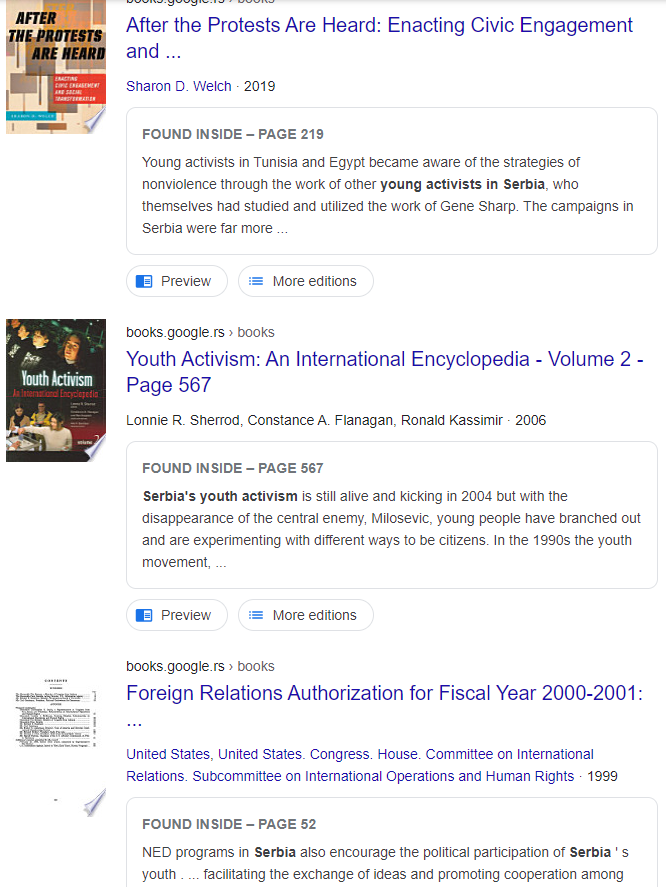 books.google.rs › books
AFTER
THE PROTESTS
ARE HEARD
ENACTING
CIVIC ENGAGEMENT
AND SOCIAL
TRANSFORMATION
SHARON D. WELCH
After the Protests Are Heard: Enacting Civic Engagement
and ...
Sharon D. Welch · 2019
FOUND INSIDE – PAGE 219
Young activists in Tunisia and Egypt became aware of the strategies of
nonviolence through the work of other young activists in Serbia, who
themselves had studied and utilized the work of Gene Sharp. The campaigns in
Serbia were far more ...
Preview
More editions
books.google.rs › books
Youth Activism
An International Encyclopedia
Youth Activism: An International Encyclopedia - Volume 2 -
Page 567
Lonnie R. Sherrod, Constance A. Flanagan, Ronald Kassimir · 2006
FOUND INSIDE – PAGE 567
Serbia's youth activism is still alive and kicking in 2004 but with the
disappearance of the central enemy, Milosevic, young people have branched out
and are experimenting with different ways to be citizens. In the 1990s the youth
movement, ...
Preview
More editions
books.google.rs › books
CONTENTS
Foreign Relations Authorization for Fiscal Year 2000-2001:
...
United States, United States. Congress. House. Committee on International
Relations. Subcommittee on International Operations and Human Rights · 1999
FOUND INSIDE – PAGE 52
NED programs in Serbia also encourage the political participation of Serbia ' s
youth . ... facilitating the exchange of ideas and promoting cooperation among